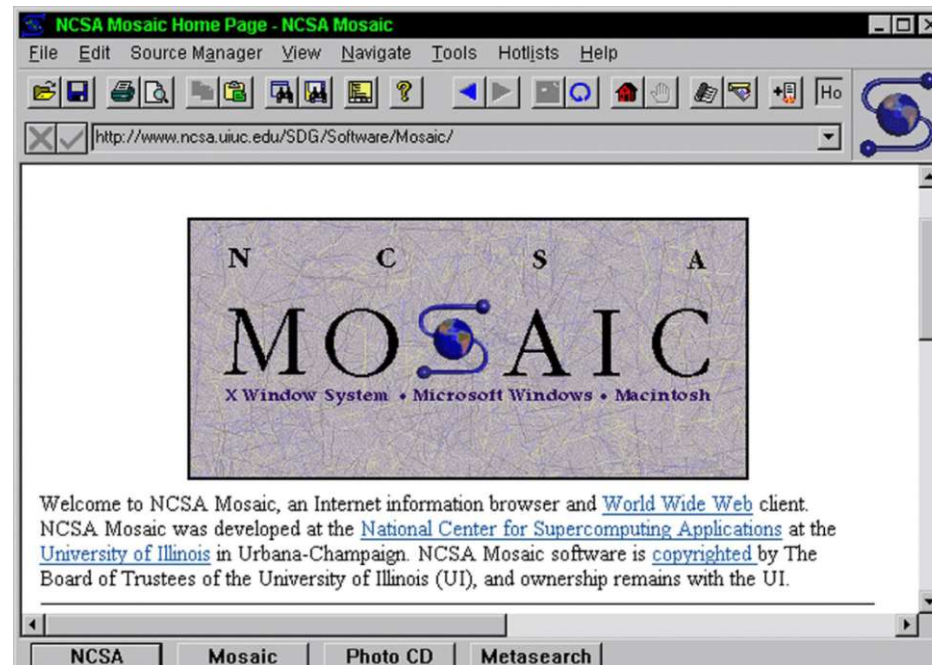 NCSA Mosaic Home Page - NCSA Mosaic
File Edit Source Manager View Navigate Tools Hotlists Help
Ho
http://www.ncsa.uiuc.edu/SDG/Software/Mosaic/
N C S A
MOSAIC
X Window System • Microsoft Windows • Macintosh
Welcome to NCSA Mosaic, an Internet information browser and World Wide Web client.
NCSA Mosaic was developed at the National Center for Supercomputing Applications at the
University of Illinois in Urbana-Champaign. NCSA Mosaic software is copyrighted by The
Board of Trustees of the University of Illinois (UI), and ownership remains with the UI.
NCSA Mosaic Photo CD Metasearch